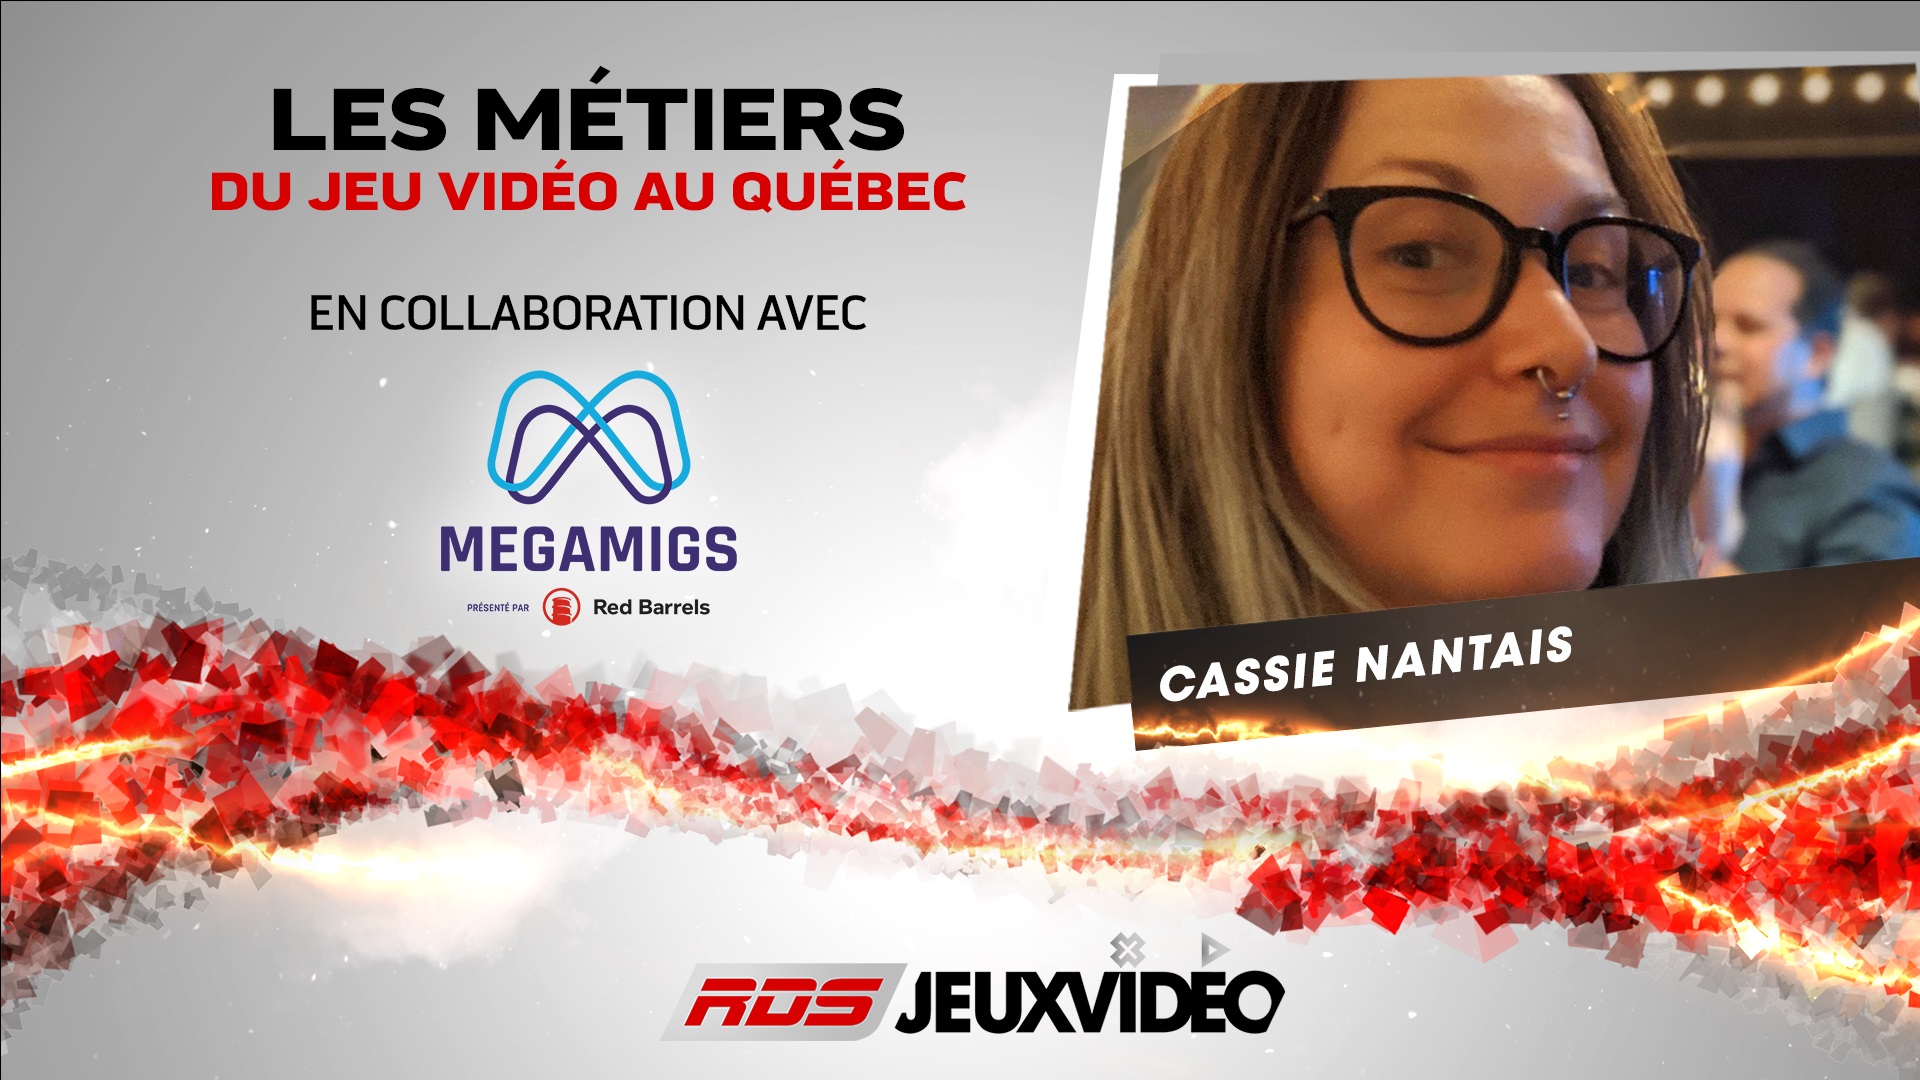 LES MÉTIERS
DU JEU VIDÉO AU QUÉBEC
EN COLLABORATION AVEC
MEGAMIGS
PRÉSENTÉ PAR Red Barrels
CASSIE NANTAIS
RDS JEUXVIDEO